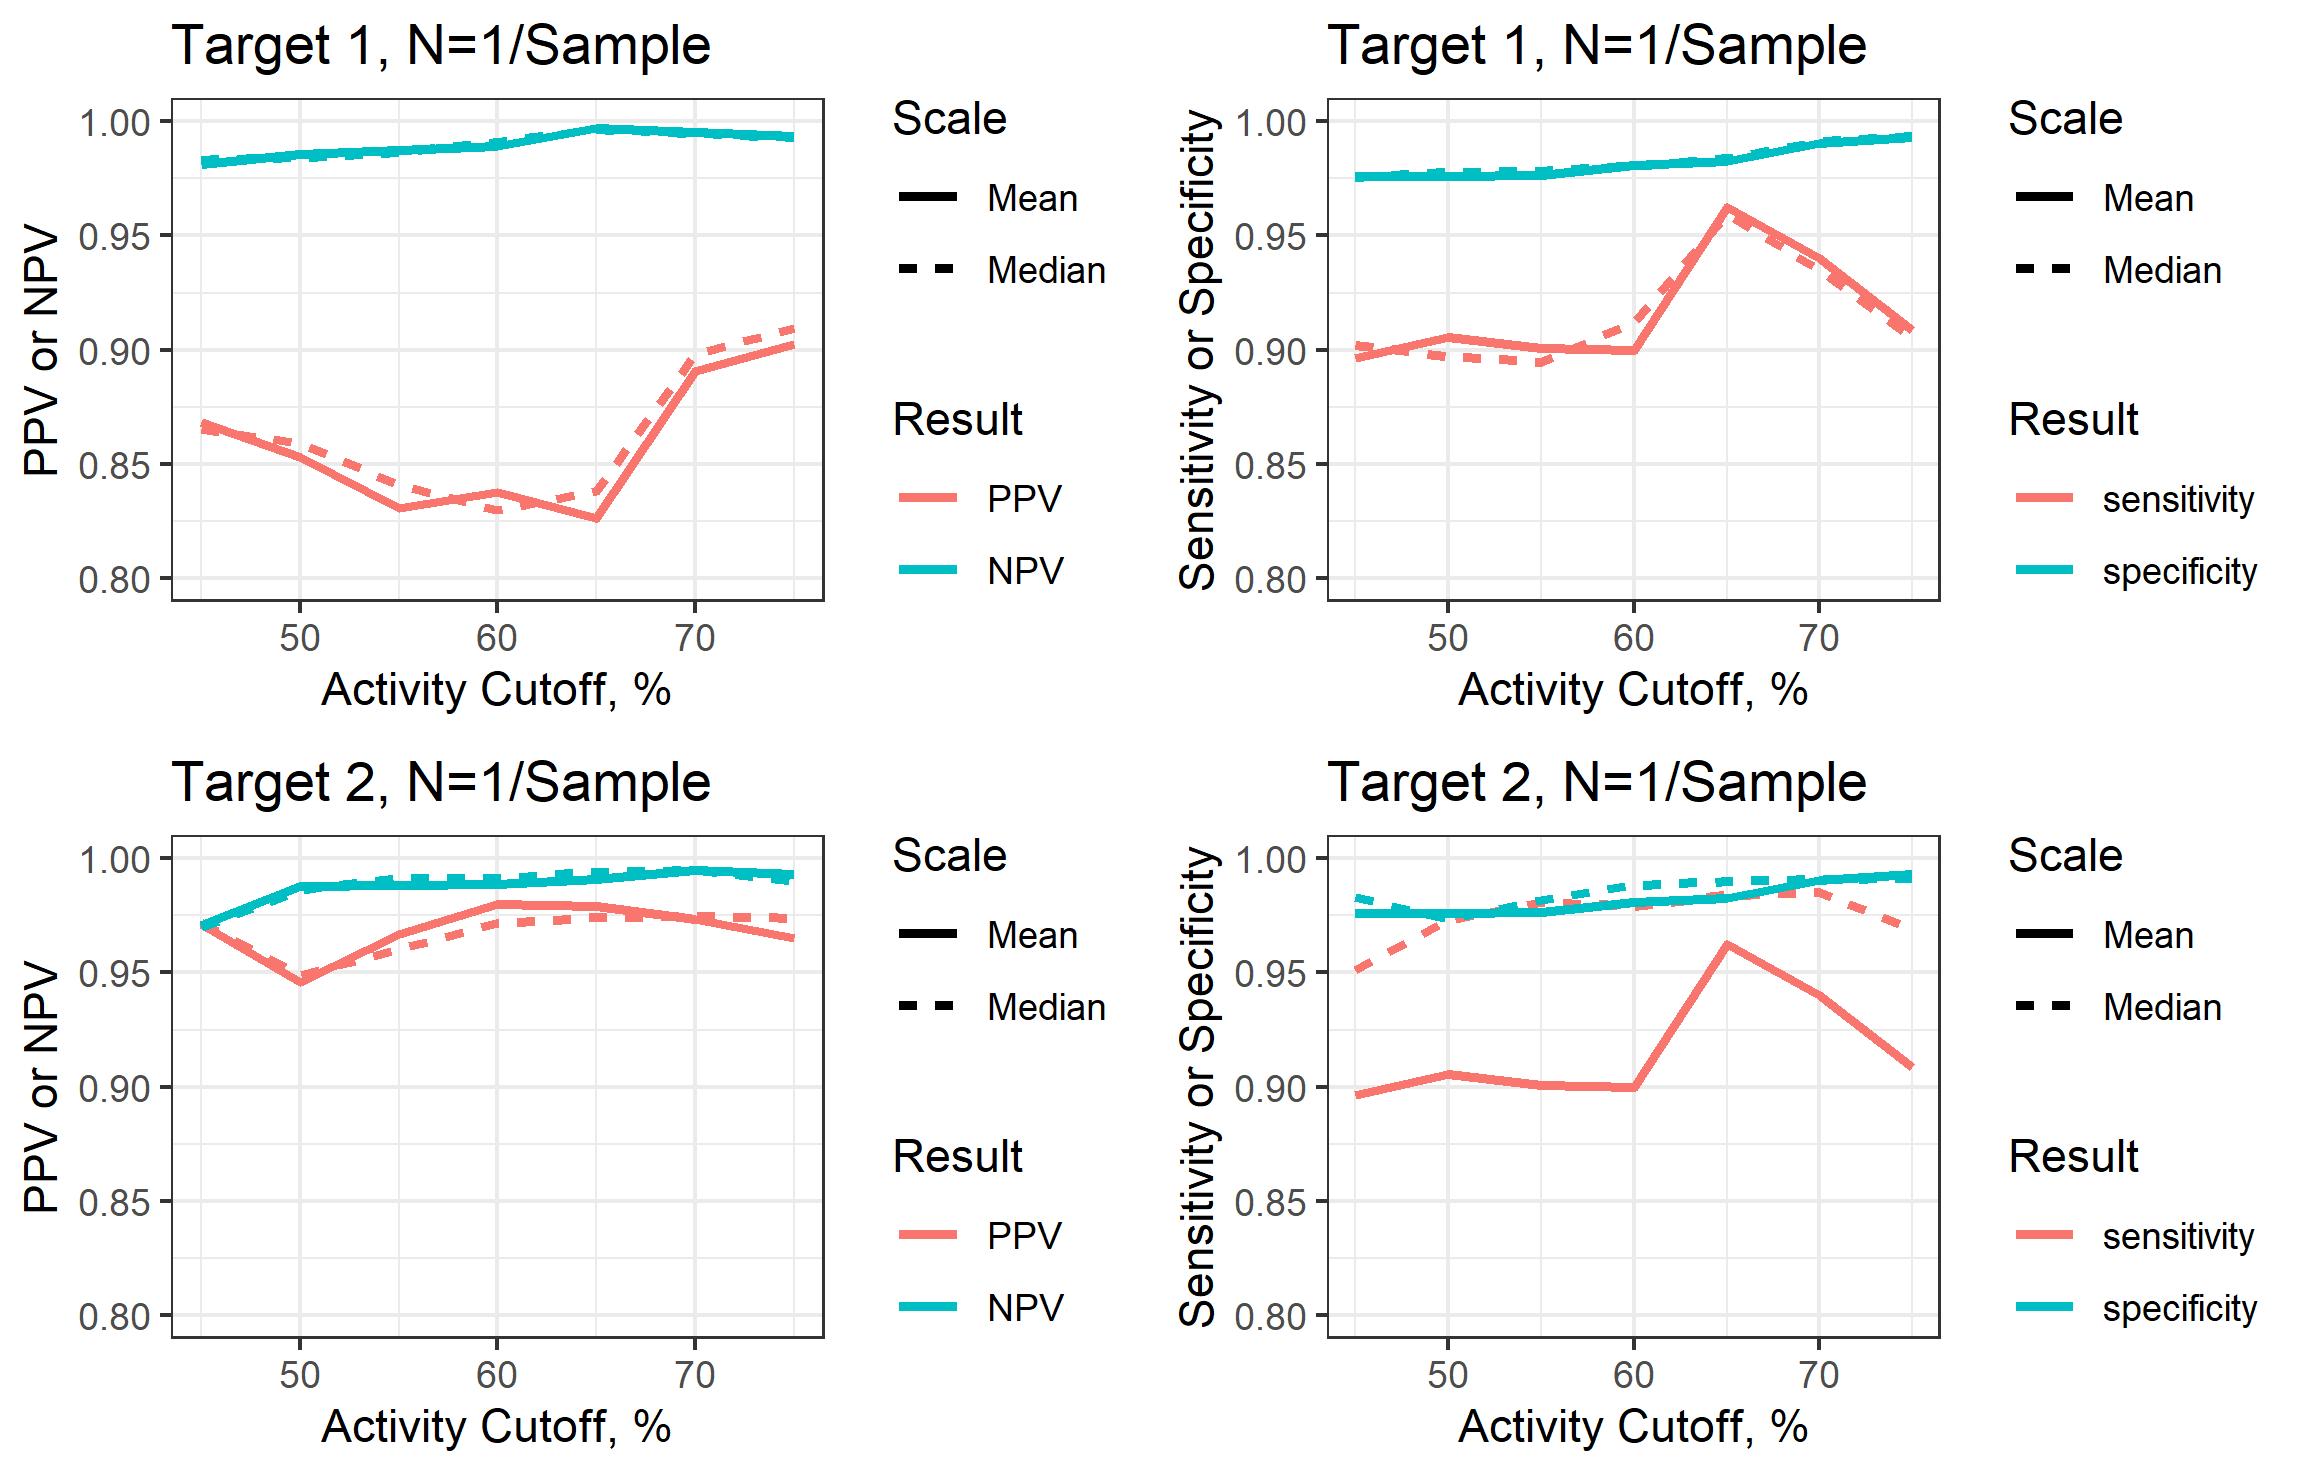 Target 1, N=1/Sample
PPV or NPV
1.00
0.95
0.90
0.85
0.80
50 60 70
Activity Cutoff, %
Scale
Mean
Median
Result
PPV
NPV
Target 1, N=1/Sample
Sensitivity or Specificity
1.00
0.95
0.90
0.85
0.80
50 60 70
Activity Cutoff, %
Scale
Mean
Median
Result
sensitivity
specificity
Target 2, N=1/Sample
PPV or NPV
1.00
0.95
0.90
0.85
0.80
50 60 70
Activity Cutoff, %
Scale
Mean
Median
Result
PPV
NPV
Target 2, N=1/Sample
Sensitivity or Specificity
1.00
0.95
0.90
0.85
0.80
50 60 70
Activity Cutoff, %
Scale
Mean
Median
Result
sensitivity
specificity